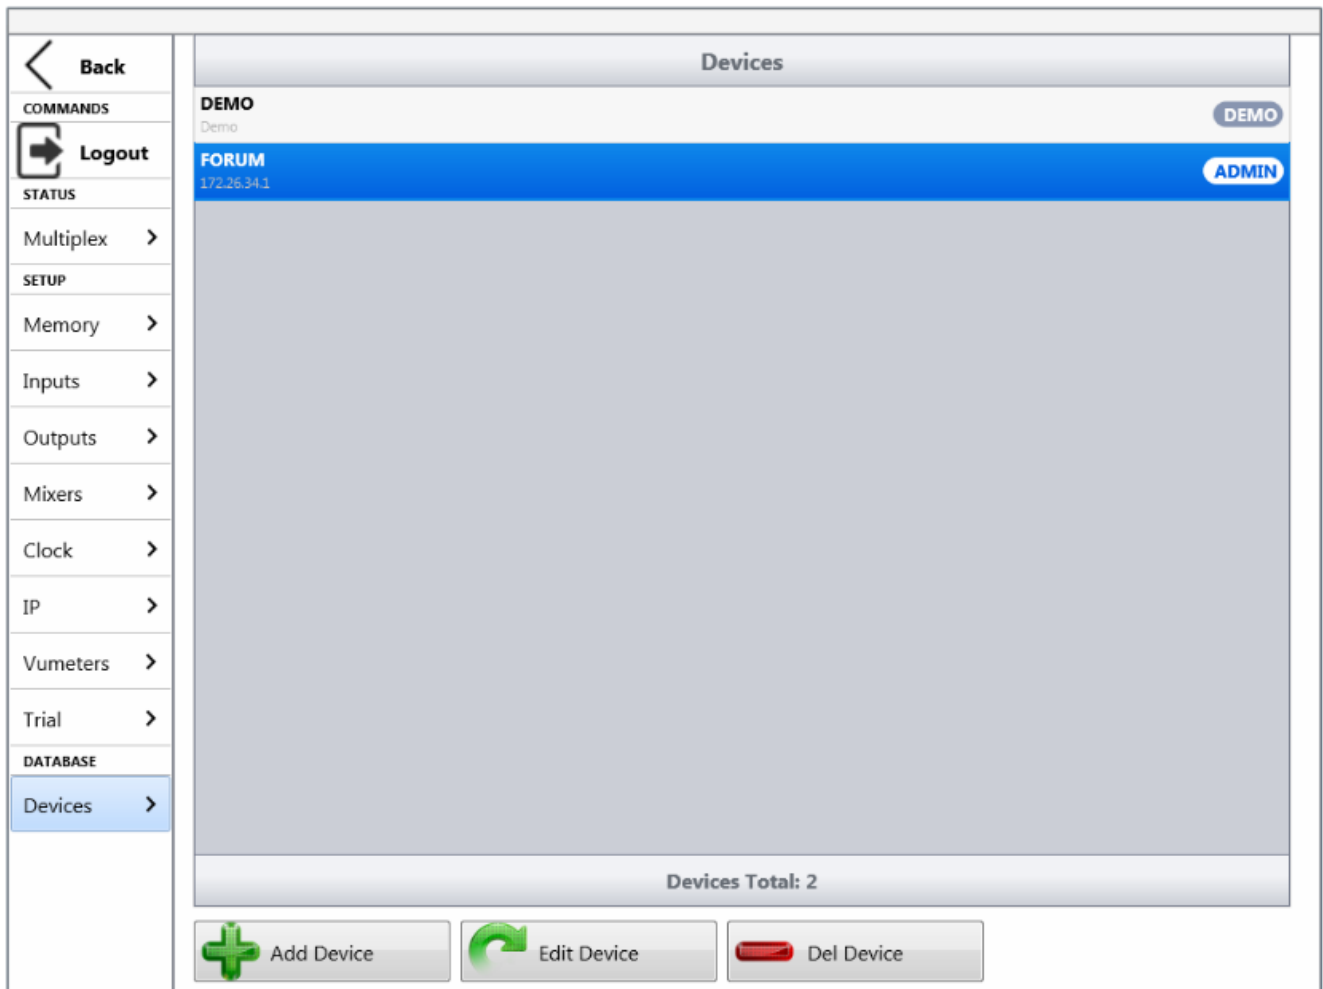 Back
COMMANDS
Logout
STATUS
Multiplex
SETUP
Memory
Inputs
Outputs
Mixers
Clock
IP
Vumeters
Trial
DATABASE
Devices
Devices
DEMO
Demo
DEMO
FORUM
172.26.34.1
ADMIN
Devices Total: 2
Add Device
Edit Device
Del Device